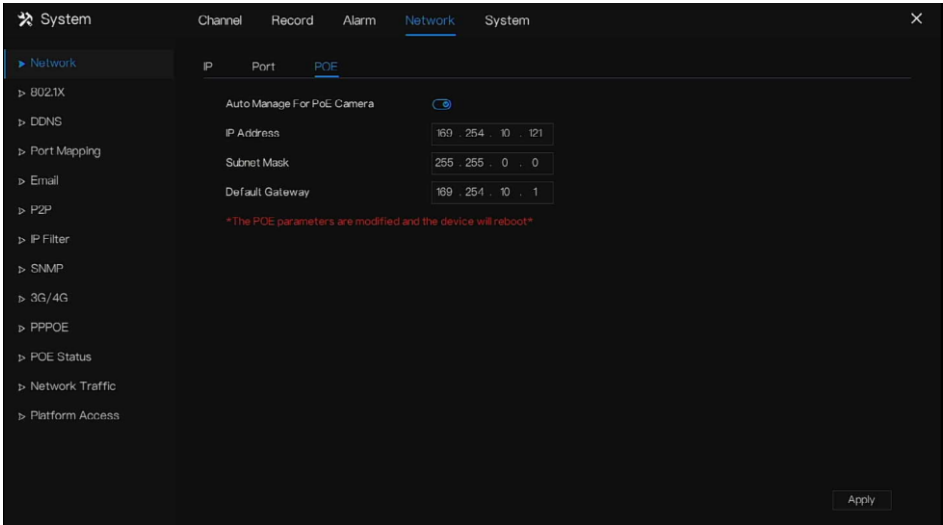 System
Channel Record Alarm Network System
Network
802.1X
DDNS
Port Mapping
Email
P2P
IP Filter
SNMP
3G/4G
PPPOE
POE Status
Network Traffic
Platform Access
IP Port POE
Auto Manage For PoE Camera
IP Address 169 . 254 . 10 . 121
Subnet Mask 255 . 255 . 0 . 0
Default Gateway 169 . 254 . 10 . 1
*The POE parameters are modified and the device will reboot*
Apply